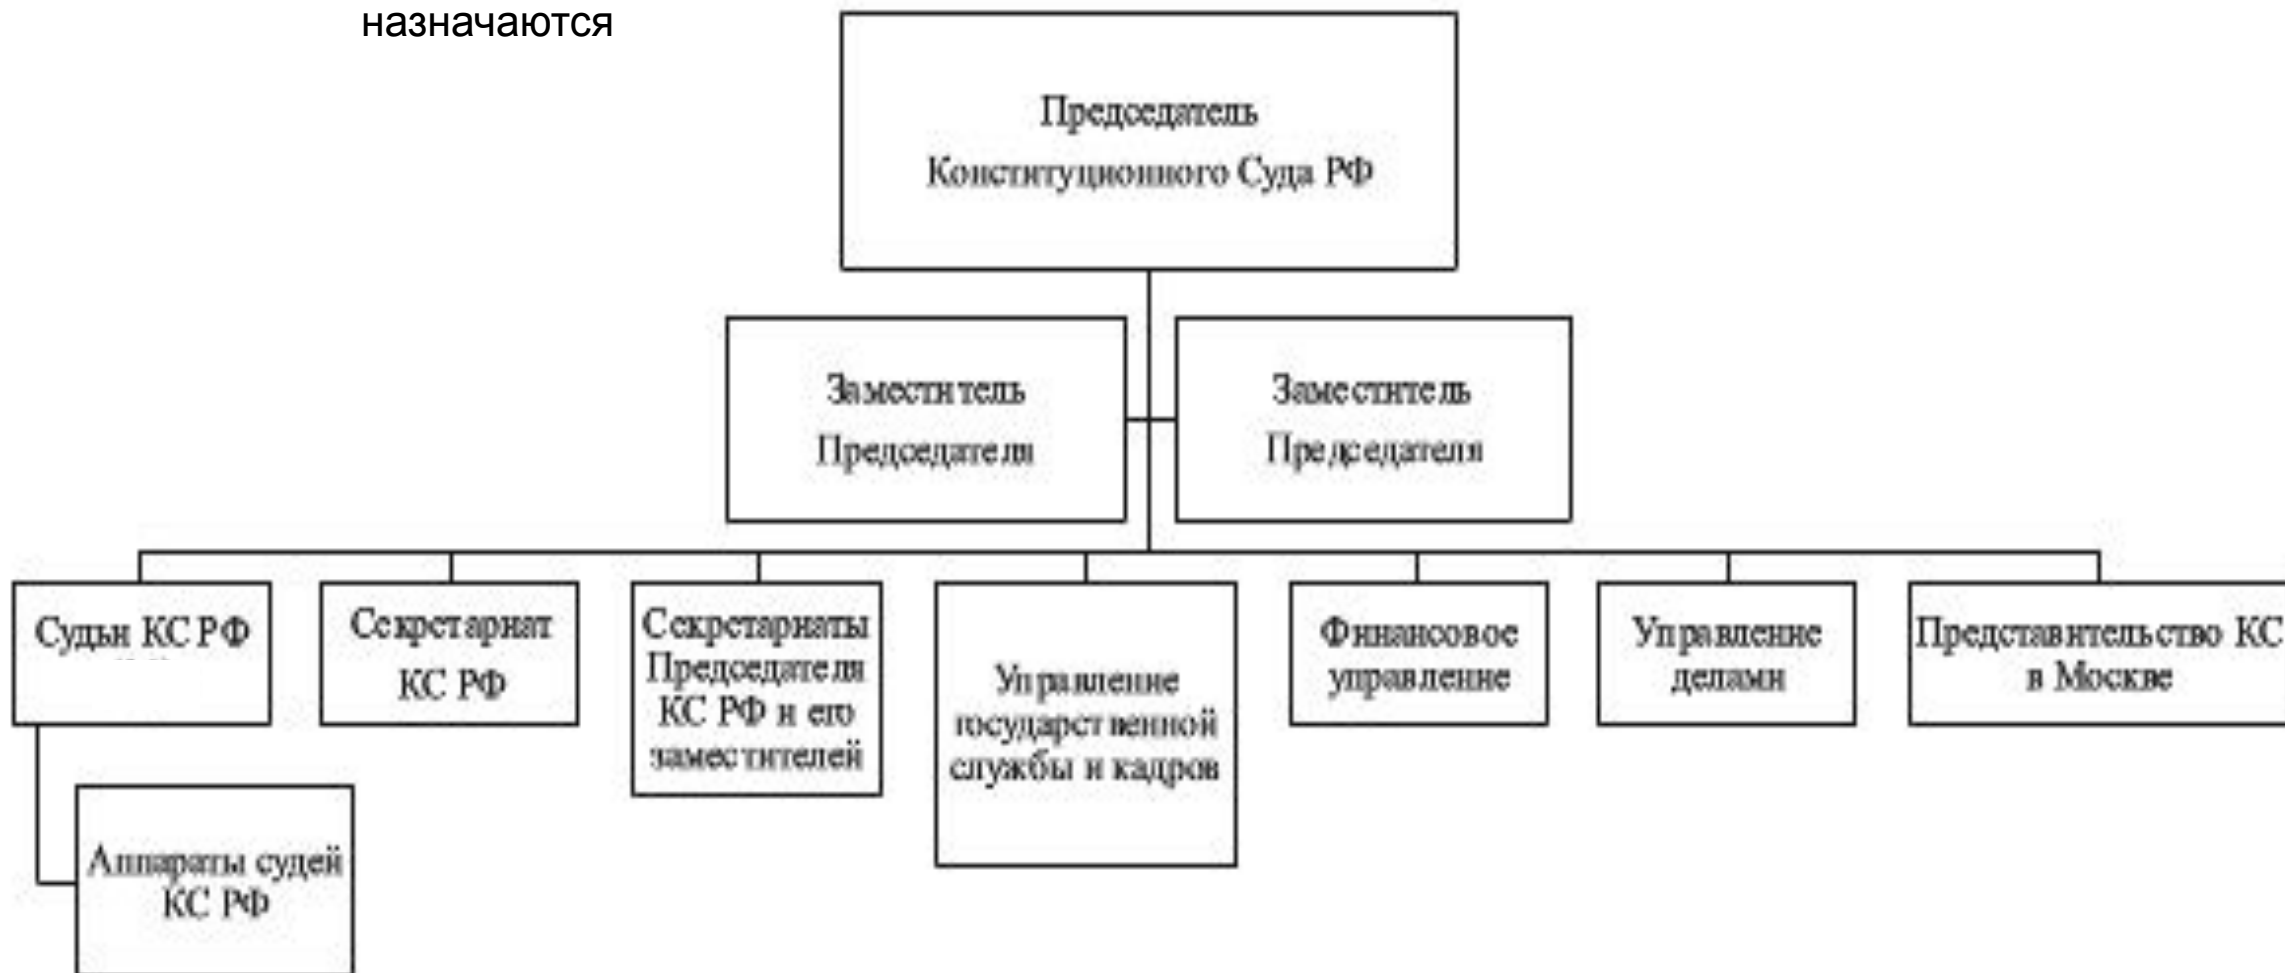 назначаются
Председатель
Конституционного Суда РФ
Заместитель
Председателя
Заместитель
Председателя
Судьи КС РФ
Секретариат
КС РФ
Секретариаты
Председателя
КС РФ и его
заместителей
Управление
государственной
службы и кадров
Финансовое
управление
Управление
делами
Представительство КС
в Москве
Аппараты судей
КС РФ